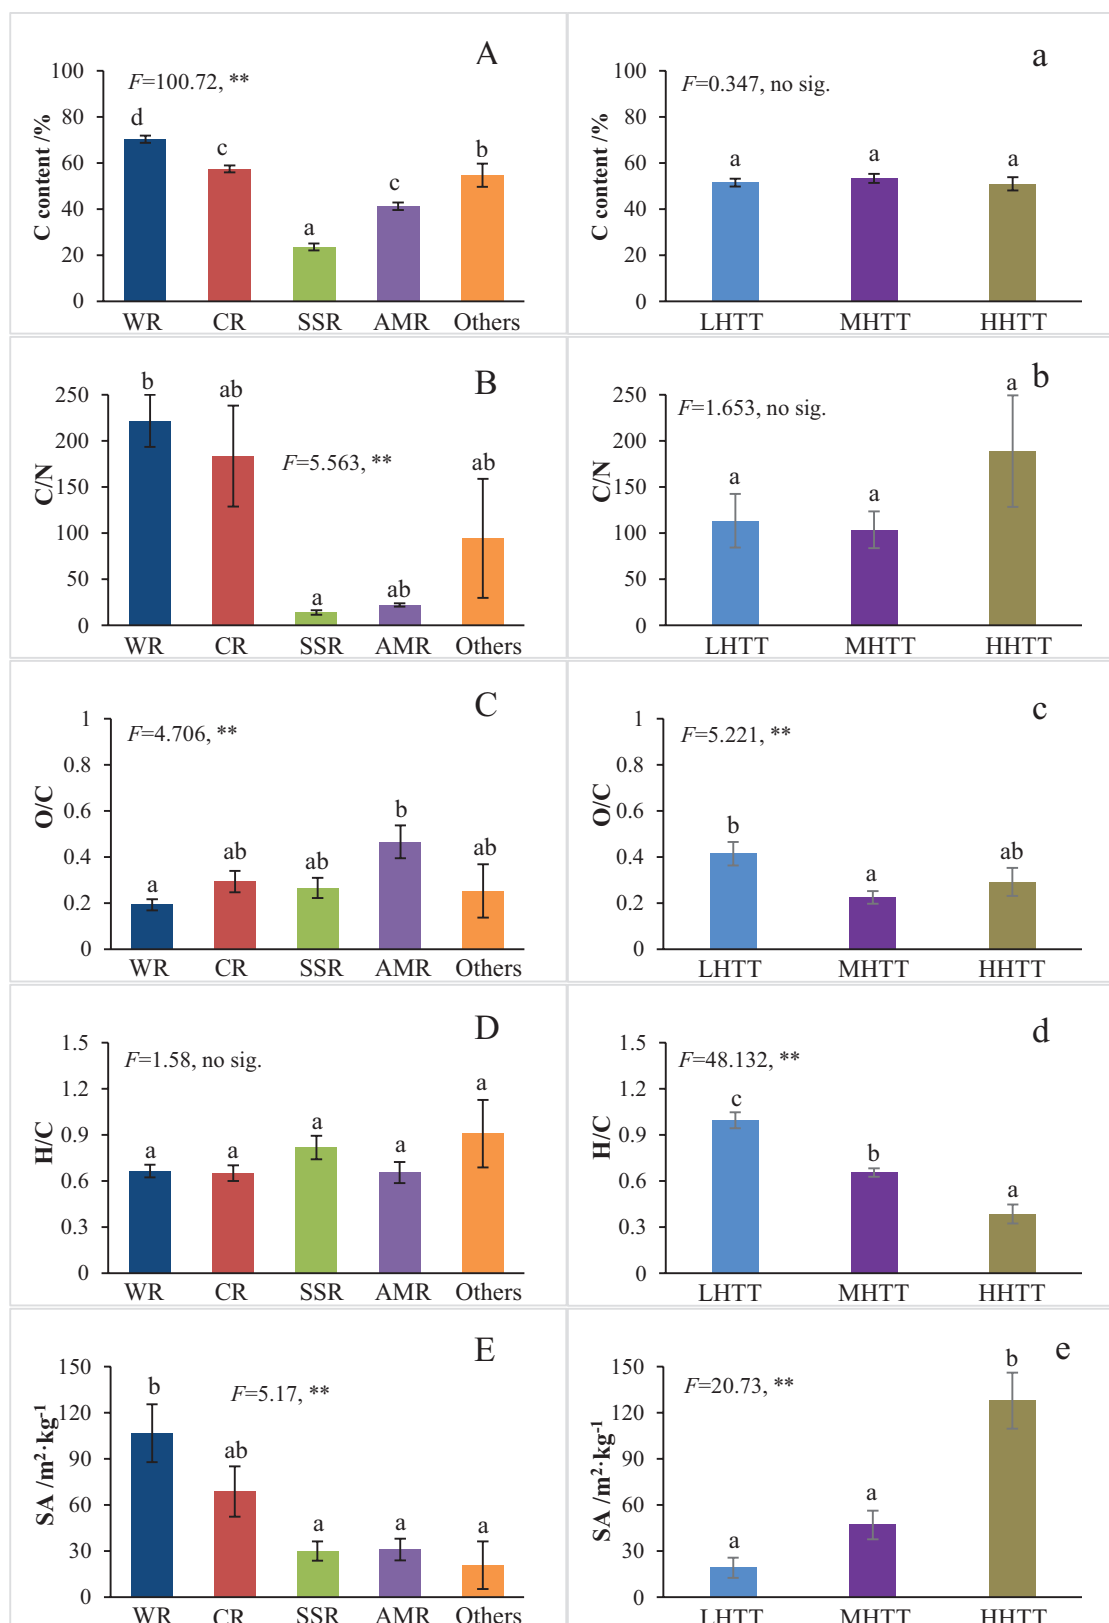 A
F=100.72, **
C content /%
100
80
60
40
20
0
d
c
a
c
b
WR CR SSR AMR Others
a
F=0.347, no sig.
C content /%
100
80
60
40
20
0
a
a
a
LHTT MHTT HHTT
B
F=5.563, **
C/N
250
200
150
100
50
0
b
ab
a
ab
ab
WR CR SSR AMR Others
b
F=1.653, no sig.
C/N
250
200
150
100
50
0
a
a
a
LHTT MHTT HHTT
C
F=4.706, **
O/C
1
0.8
0.6
0.4
0.2
0
a
ab
ab
b
ab
WR CR SSR AMR Others
c
F=5.221, **
O/C
1
0.8
0.6
0.4
0.2
0
b
a
ab
LHTT MHTT HHTT
D
F=1.58, no sig.
H/C
1.5
1.2
0.9
0.6
0.3
0
a
a
a
a
a
WR CR SSR AMR Others
d
F=48.132, **
H/C
1.5
1.2
0.9
0.6
0.3
0
c
b
a
LHTT MHTT HHTT
E
F=5.17, **
SA /m²·kg⁻¹
150
120
90
60
30
0
b
ab
a
a
a
WR CR SSR AMR Others
e
F=20.73, **
SA /m²·kg⁻¹
150
120
90
60
30
0
a
a
b
LHTT MHTT HHTT